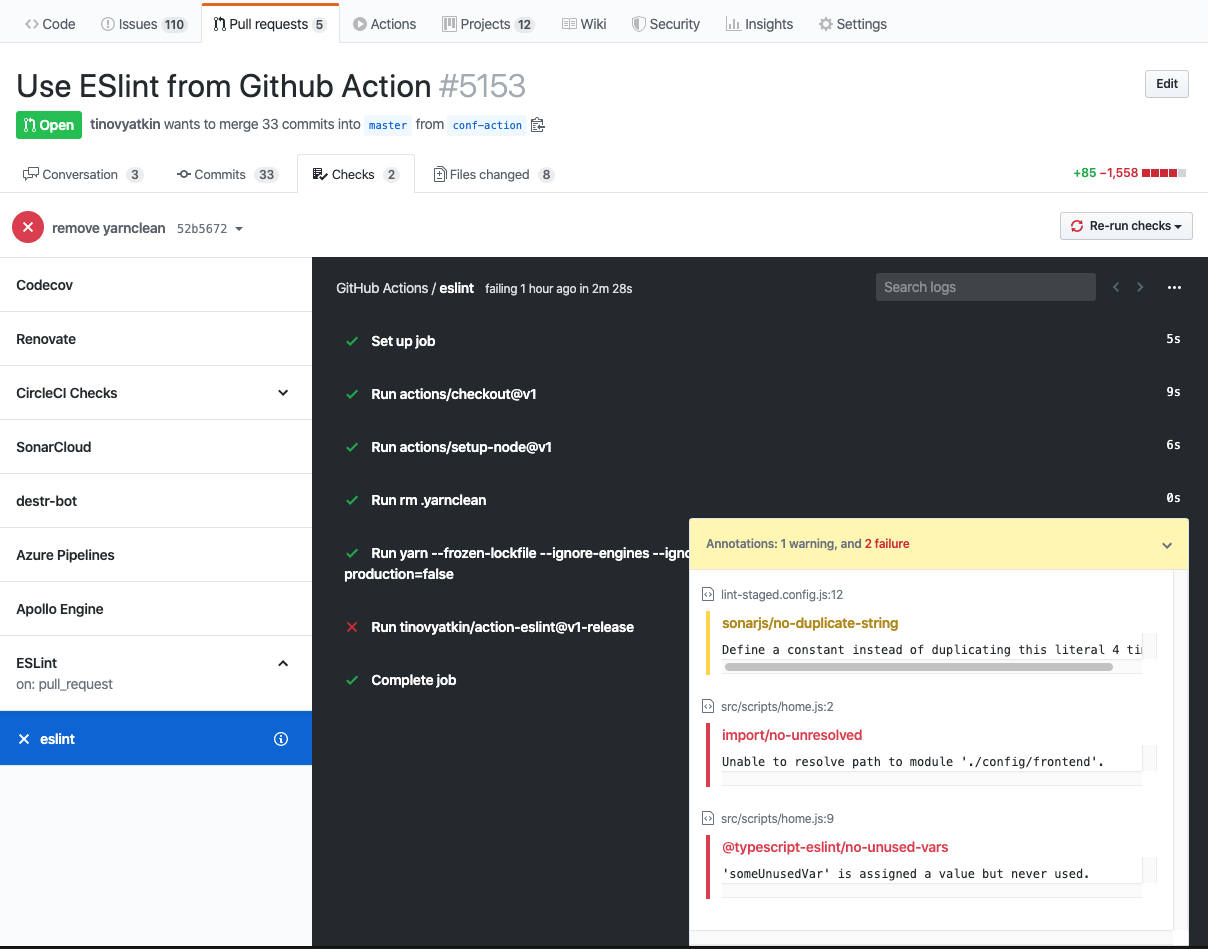 Code Issues 110 Pull requests 5 Actions Projects 12 Wiki Security Insights Settings
Use ESlint from Github Action #5153
Edit
Open tinovyatkin wants to merge 33 commits into master from conf-action
Conversation 3 Commits 33 Checks 2 Files changed 8 +85 −1,558
remove yarnclean 52b5672 Re-run checks
Codecov
Renovate
CircleCI Checks
SonarCloud
destr-bot
Azure Pipelines
Apollo Engine
ESLint
on: pull_request
eslint
GitHub Actions / eslint failing 1 hour ago in 2m 28s Search logs
Set up job 5s
Run actions/checkout@v1 9s
Run actions/setup-node@v1 6s
Run rm .yarnclean 0s
Run yarn --frozen-lockfile --ignore-engines --igno
production=false
Run tinovyatkin/action-eslint@v1-release
Complete job
Annotations: 1 warning, and 2 failure
lint-staged.config.js:12
sonarjs/no-duplicate-string
Define a constant instead of duplicating this literal 4
src/scripts/home.js:2
import/no-unresolved
Unable to resolve path to module './config/frontend'.
src/scripts/home.js:9
@typescript-eslint/no-unused-vars
'someUnusedVar' is assigned a value but never used.